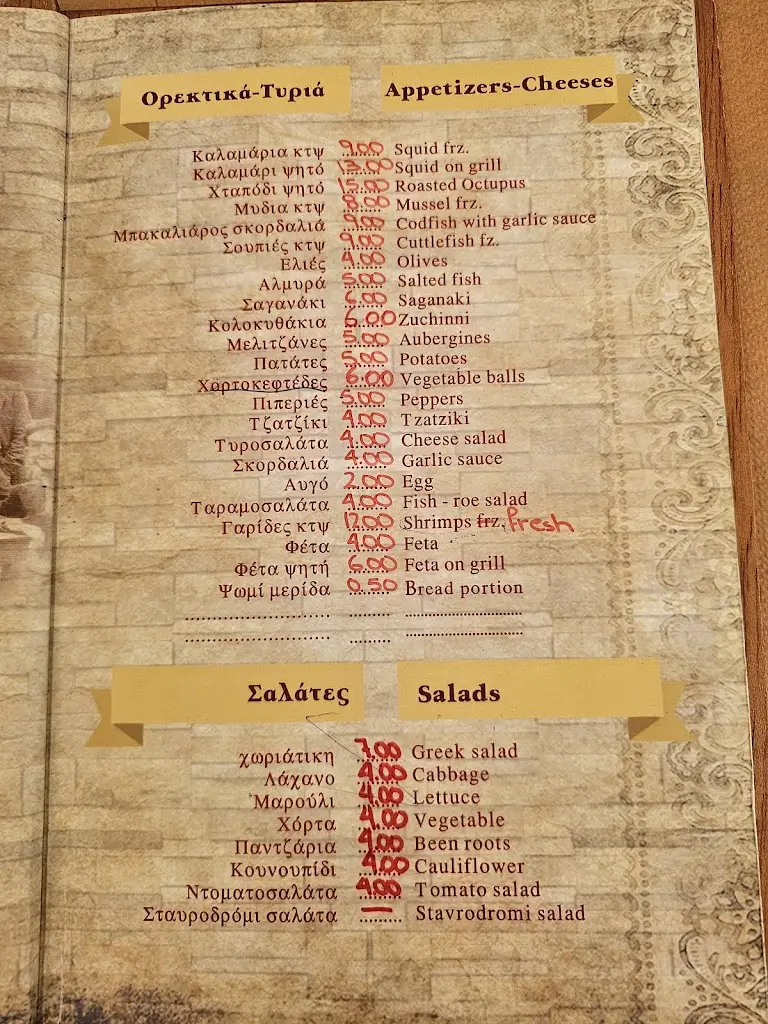 Ορεκτικά-Τυριά Appetizers-Cheeses
Καλαμάρια κτψ 9.00 Squid frz.
Καλαμάρι ψητό 13.00 Squid on grill
Χταπόδι ψητό 15.00 Roasted Octupus
Μυδια κτψ 8.00 Mussel frz.
Μπακαλιάρος σκορδαλιά 9.00 Codfish with garlic sauce
Σουπιές κτψ 9.00 Cuttlefish fz.
Ελιές 4.00 Olives
Αλμυρά 5.00 Salted fish
Σαγανάκι 6.00 Saganaki
Κολοκυθάκια 6.00 Zuchinni
Μελιτζάνες 5.00 Aubergines
Πατάτες 5.00 Potatoes
Χορτοκεφτέδες 6.00 Vegetable balls
Πιπεριές 5.00 Peppers
Τζατζίκι 4.00 Tzatziki
Τυροσαλάτα 4.00 Cheese salad
Σκορδαλιά 4.00 Garlic sauce
Αυγό 2.00 Egg
Ταραμοσαλάτα 4.00 Fish - roe salad
Γαρίδες κτψ 12.00 Shrimps frz. fresh
Φέτα 4.00 Feta
Φέτα ψητή 6.00 Feta on grill
Ψωμί μερίδα 0.50 Bread portion
Σαλάτες Salads
χωριάτικη 7.00 Greek salad
Λάχανο 4.00 Cabbage
Μαρούλι 4.00 Lettuce
Χόρτα 4.00 Vegetable
Παντζάρια 4.00 Been roots
Κουνουπίδι 4.00 Cauliflower
Ντοματοσαλάτα 4.00 Tomato salad
Σταυροδρόμι σαλάτα — Stavrodromi salad